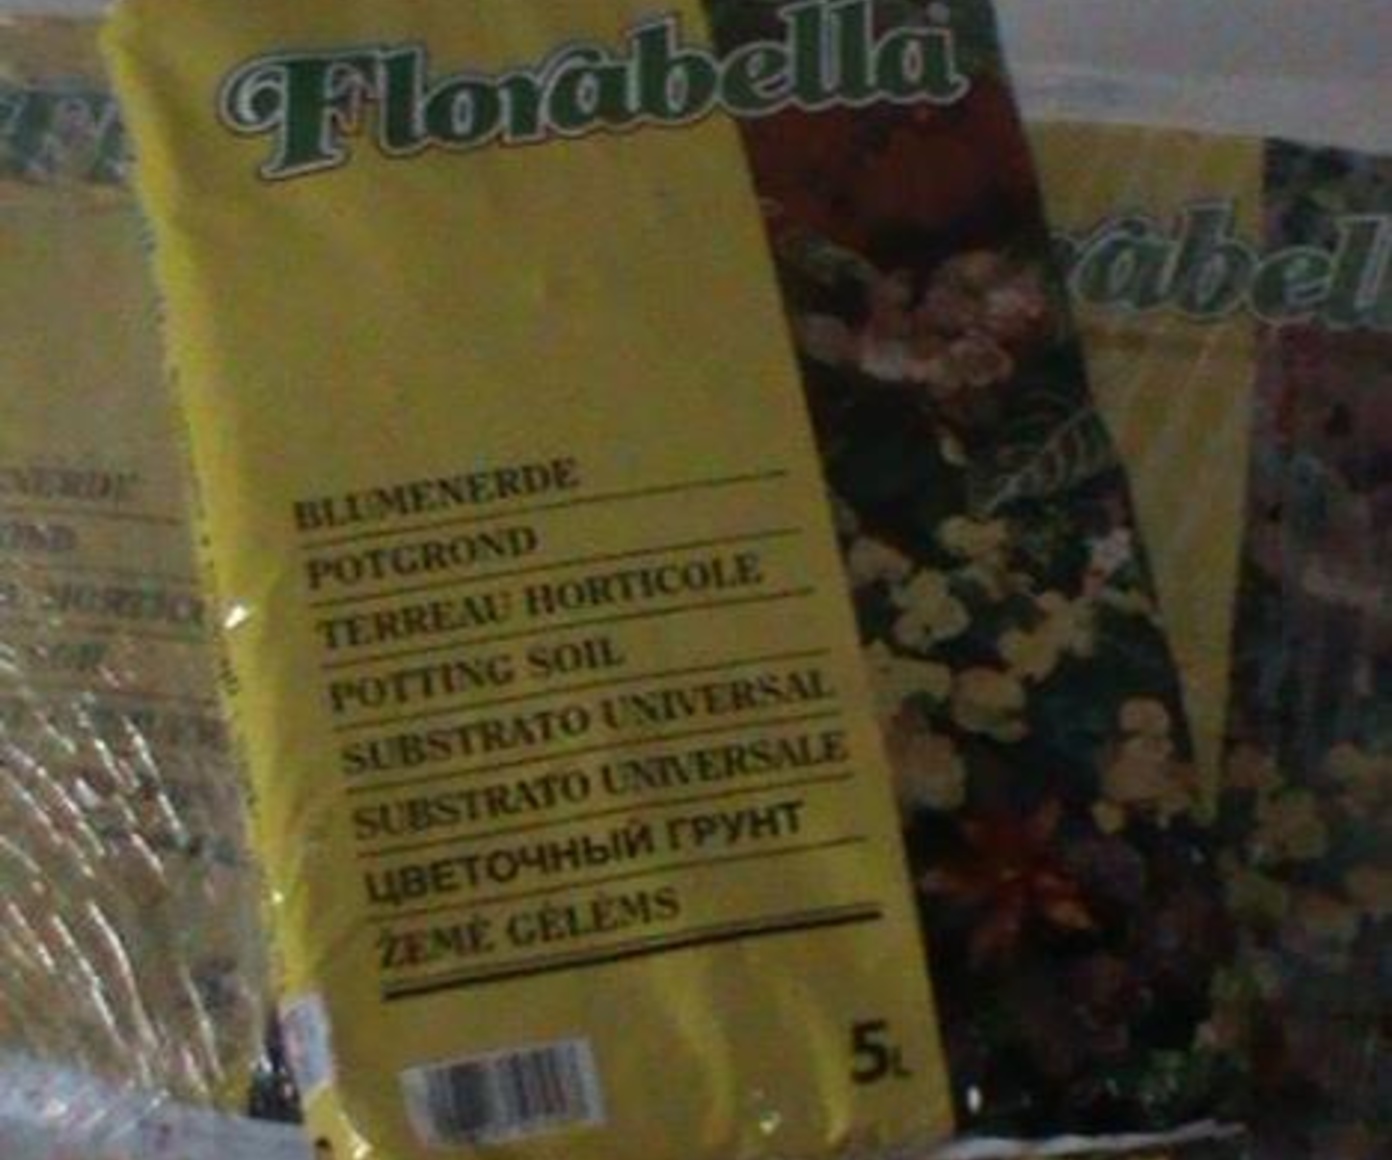 Florabella
BLUMENERDE
POTGROND
TERREAU HORTICOLE
POTTING SOIL
SUBSTRATO UNIVERSAL
SUBSTRATO UNIVERSALE
ЦВЕТОЧНЫЙ ГРУНТ
ŽEMĖ GĖLĖMS
5L